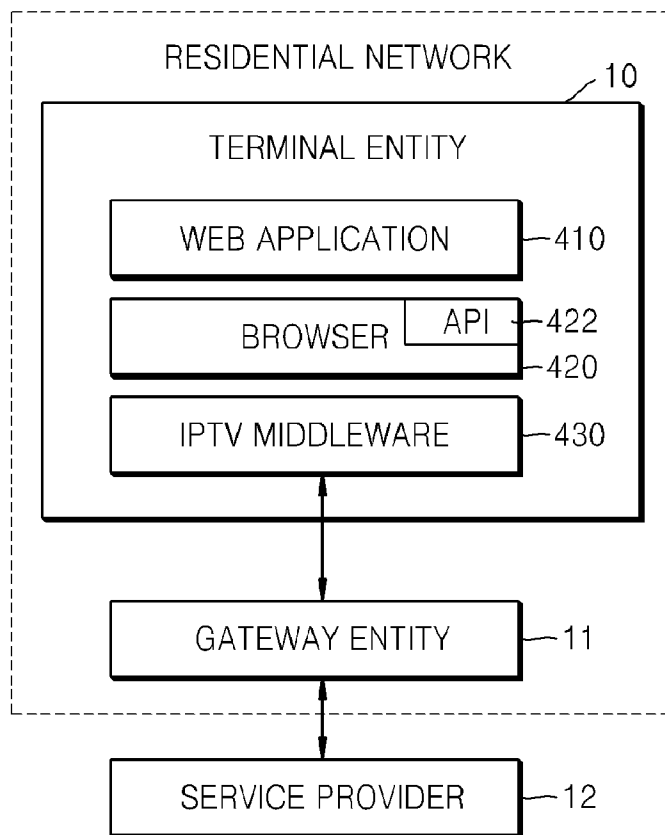 RESIDENTIAL NETWORK
10
TERMINAL ENTITY
WEB APPLICATION
410
API
422
BROWSER
420
IPTV MIDDLEWARE
430
GATEWAY ENTITY
11
SERVICE PROVIDER
12